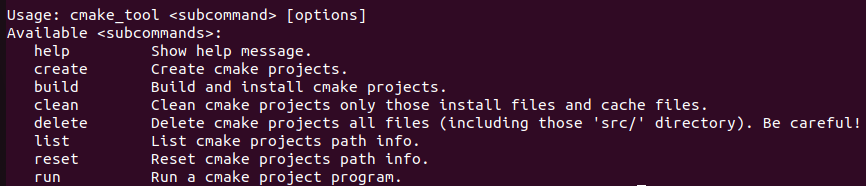 Usage: cmake_tool <subcommand> [options]
Available <subcommands>:
help Show help message.
create Create cmake projects.
build Build and install cmake projects.
clean Clean cmake projects only those install files and cache files.
delete Delete cmake projects all files (including those 'src/' directory). Be careful!
list List cmake projects path info.
reset Reset cmake projects path info.
run Run a cmake project program.